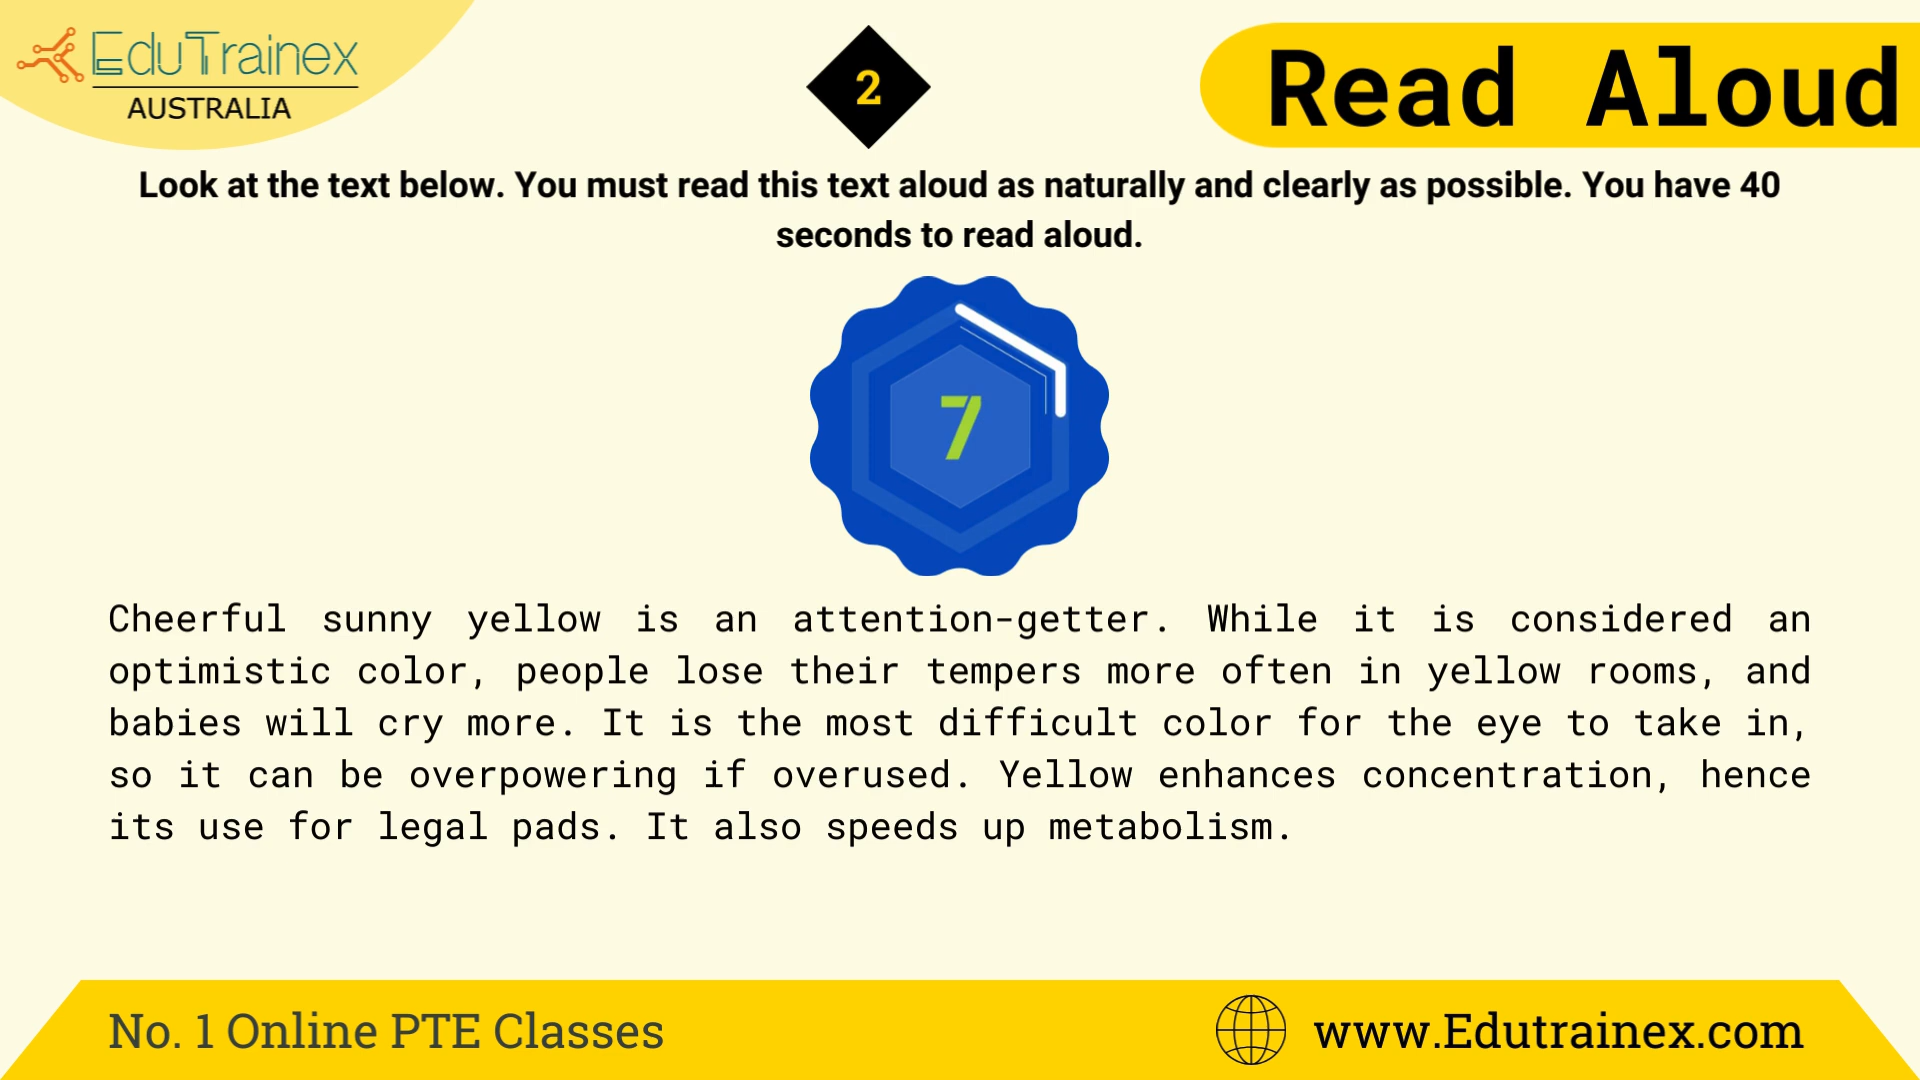 EduTrainex
AUSTRALIA
2
Read Aloud
Look at the text below. You must read this text aloud as naturally and clearly as possible. You have 40
seconds to read aloud.
7
Cheerful sunny yellow is an attention-getter. While it is considered an
optimistic color, people lose their tempers more often in yellow rooms, and
babies will cry more. It is the most difficult color for the eye to take in,
so it can be overpowering if overused. Yellow enhances concentration, hence
its use for legal pads. It also speeds up metabolism.
No. 1 Online PTE Classes
www.Edutrainex.com